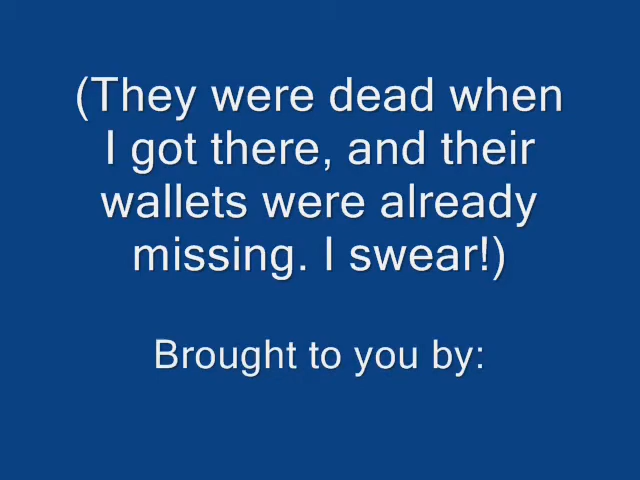 (They were dead when
I got there, and their
wallets were already
missing. I swear!)
Brought to you by: